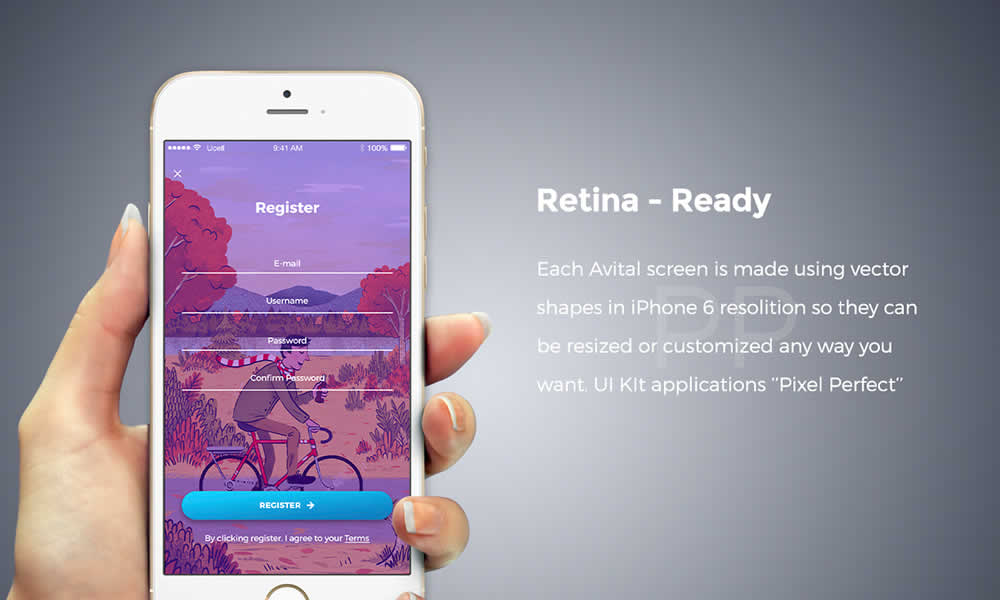 Upell 9:41 AM 100%
Register
E-mail
Username
Password
Confirm Password
REGISTER
By clicking register. I agree to your Terms
Retina - Ready
PP
Each Avital screen is made using vector
shapes in iPhone 6 resolition so they can
be resized or customized any way you
want. UI KIt applications ‘‘Pixel Perfect’’